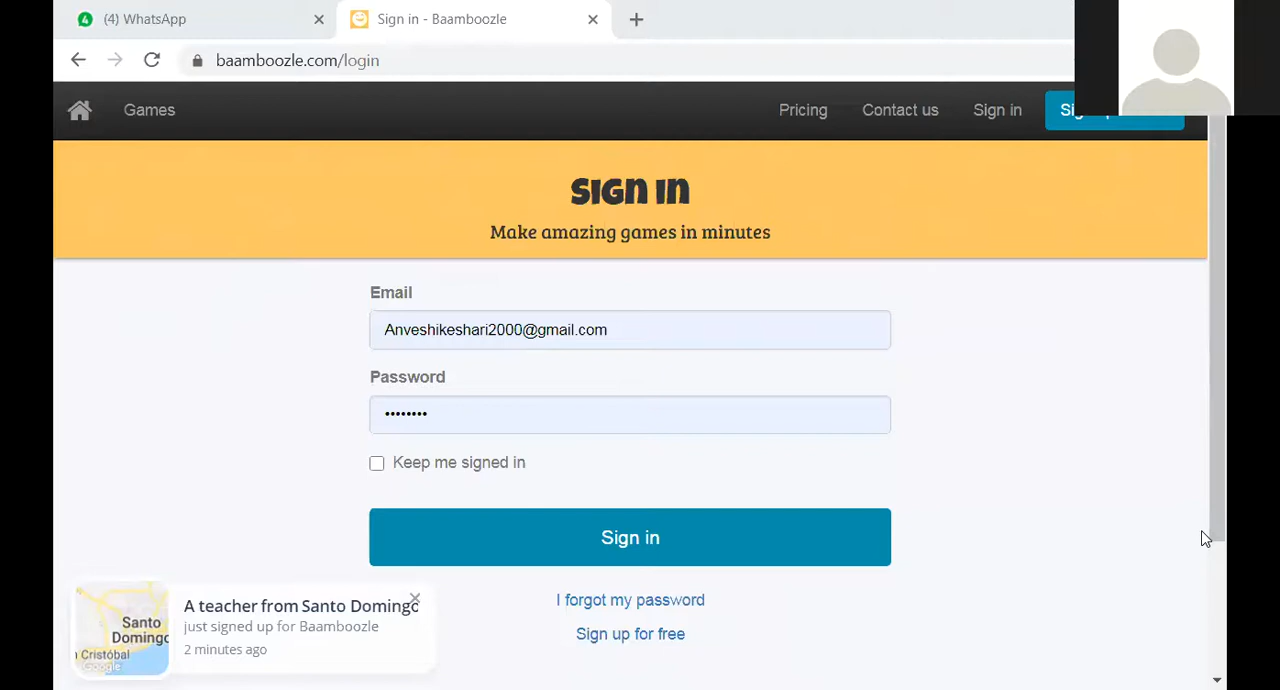 (4) WhatsApp
Sign in - Baamboozle
baamboozle.com/login
Games
Pricing
Contact us
Sign in
Sign in
Make amazing games in minutes
Email
Anveshikeshari2000@gmail.com
Password
••••••••
Keep me signed in
Sign in
I forgot my password
Sign up for free
A teacher from Santo Domingo
just signed up for Baamboozle
2 minutes ago
Santo
Domingo
Cristóbal
Google